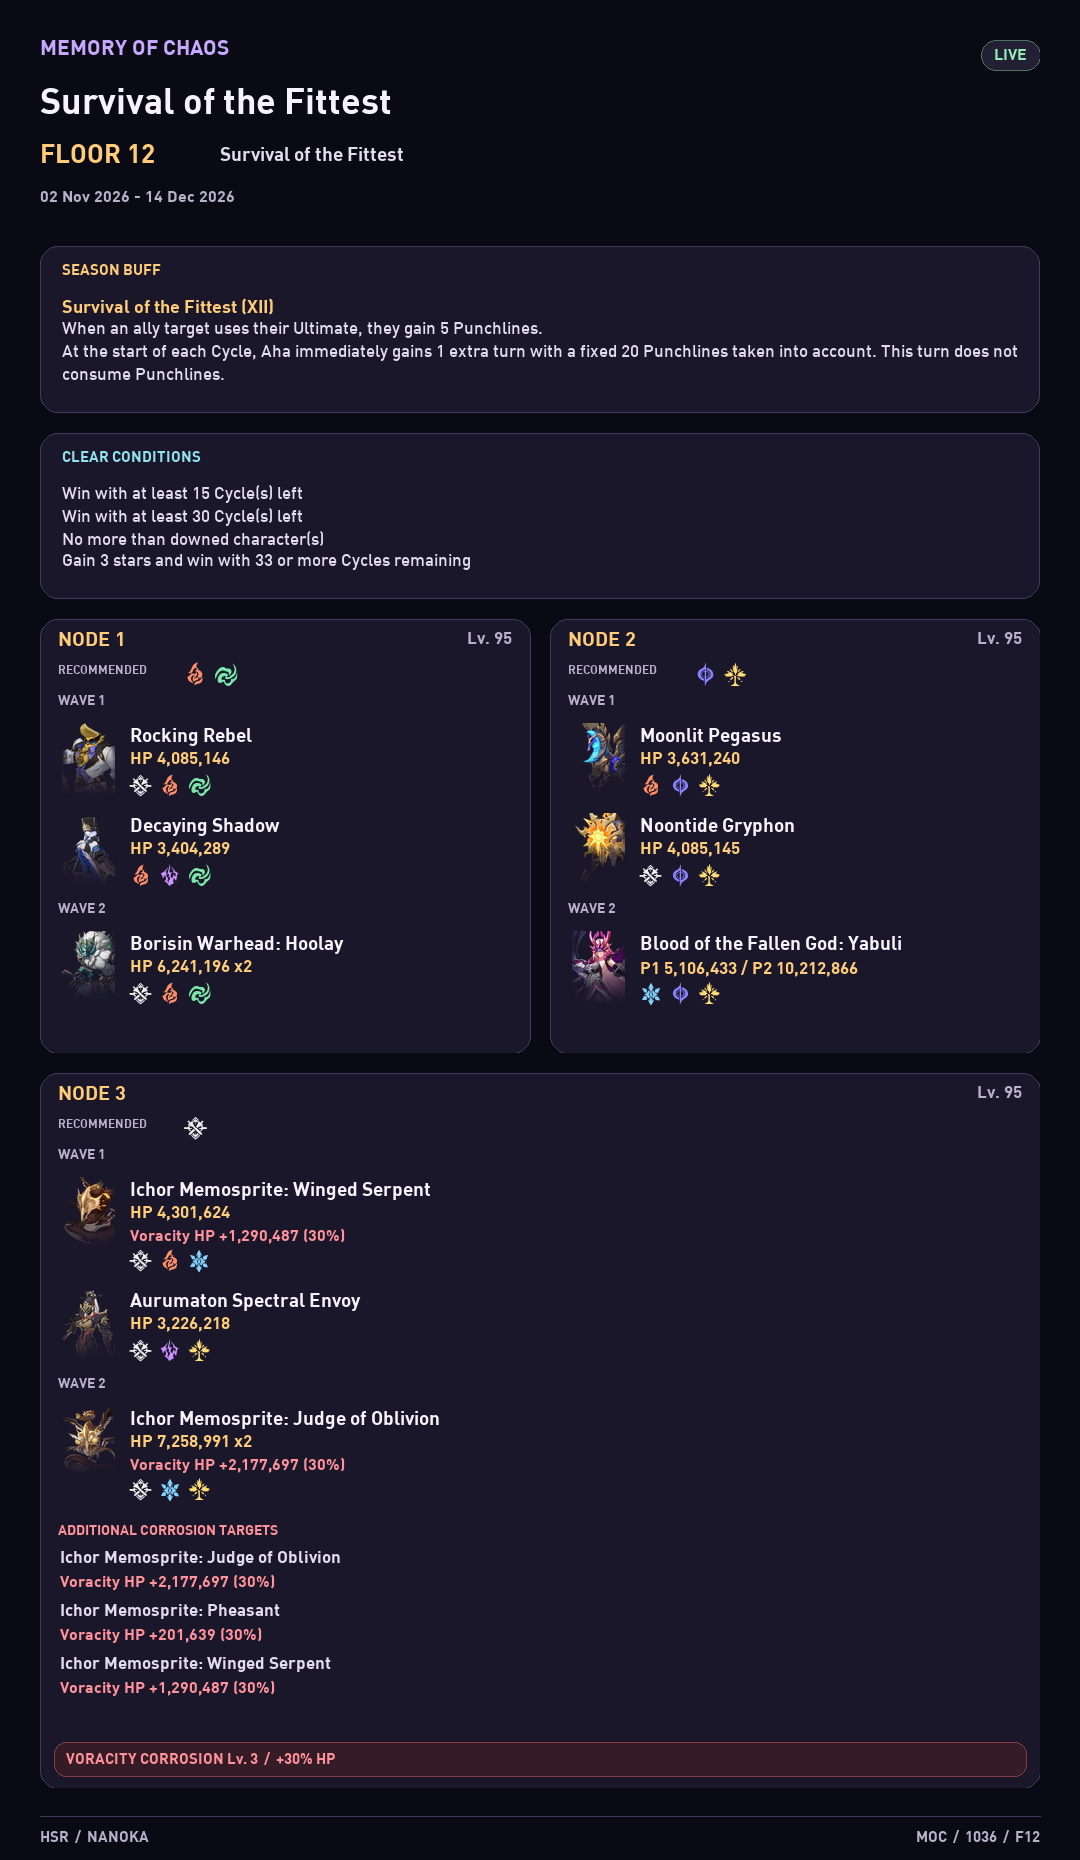 MEMORY OF CHAOS
LIVE
Survival of the Fittest
FLOOR 12
Survival of the Fittest
02 Nov 2026 - 14 Dec 2026
SEASON BUFF
Survival of the Fittest (XII)
When an ally target uses their Ultimate, they gain 5 Punchlines.
At the start of each Cycle, Aha immediately gains 1 extra turn with a fixed 20 Punchlines taken into account. This turn does not
consume Punchlines.
CLEAR CONDITIONS
Win with at least 15 Cycle(s) left
Win with at least 30 Cycle(s) left
No more than downed character(s)
Gain 3 stars and win with 33 or more Cycles remaining
NODE 1
Lv. 95
RECOMMENDED
WAVE 1
Rocking Rebel
HP 4,085,146
Decaying Shadow
HP 3,404,289
WAVE 2
Borisin Warhead: Hoolay
HP 6,241,196 x2
NODE 2
Lv. 95
RECOMMENDED
WAVE 1
Moonlit Pegasus
HP 3,631,240
Noontide Gryphon
HP 4,085,145
WAVE 2
Blood of the Fallen God: Yabuli
P1 5,106,433 / P2 10,212,866
NODE 3
Lv. 95
RECOMMENDED
WAVE 1
Ichor Memosprite: Winged Serpent
HP 4,301,624
Voracity HP +1,290,487 (30%)
Aurumaton Spectral Envoy
HP 3,226,218
WAVE 2
Ichor Memosprite: Judge of Oblivion
HP 7,258,991 x2
Voracity HP +2,177,697 (30%)
ADDITIONAL CORROSION TARGETS
Ichor Memosprite: Judge of Oblivion
Voracity HP +2,177,697 (30%)
Ichor Memosprite: Pheasant
Voracity HP +201,639 (30%)
Ichor Memosprite: Winged Serpent
Voracity HP +1,290,487 (30%)
VORACITY CORROSION Lv. 3 / +30% HP
HSR / NANOKA
MOC / 1036 / F12